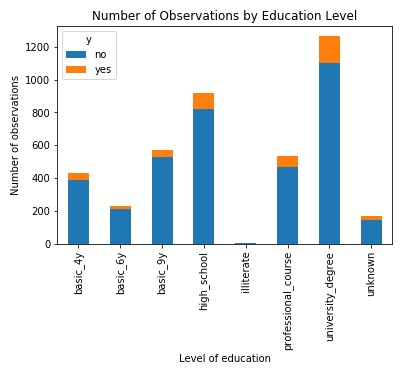 Number of Observations by Education Level
y
no
yes
Number of observations
1200
1000
800
600
400
200
0
basic_4y
basic_6y
basic_9y
high_school
illiterate
professional_course
university_degree
unknown
Level of education